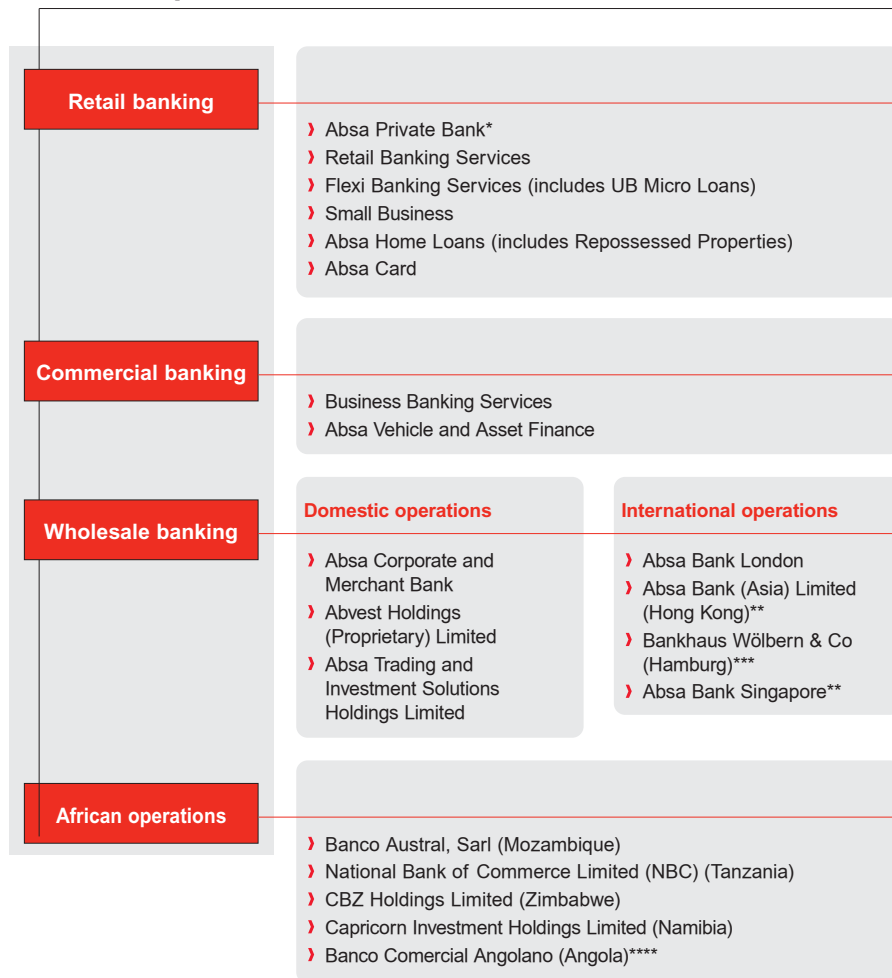 Retail banking
Absa Private Bank*
Retail Banking Services
Flexi Banking Services (includes UB Micro Loans)
Small Business
Absa Home Loans (includes Repossessed Properties)
Absa Card
Commercial banking
Business Banking Services
Absa Vehicle and Asset Finance
Wholesale banking
Domestic operations
Absa Corporate and
Merchant Bank
Abvest Holdings
(Proprietary) Limited
Absa Trading and
Investment Solutions
Holdings Limited
International operations
Absa Bank London
Absa Bank (Asia) Limited
(Hong Kong)**
Bankhaus Wölbern & Co
(Hamburg)***
Absa Bank Singapore**
African operations
Banco Austral, Sarl (Mozambique)
National Bank of Commerce Limited (NBC) (Tanzania)
CBZ Holdings Limited (Zimbabwe)
Capricorn Investment Holdings Limited (Namibia)
Banco Comercial Angolano (Angola)****